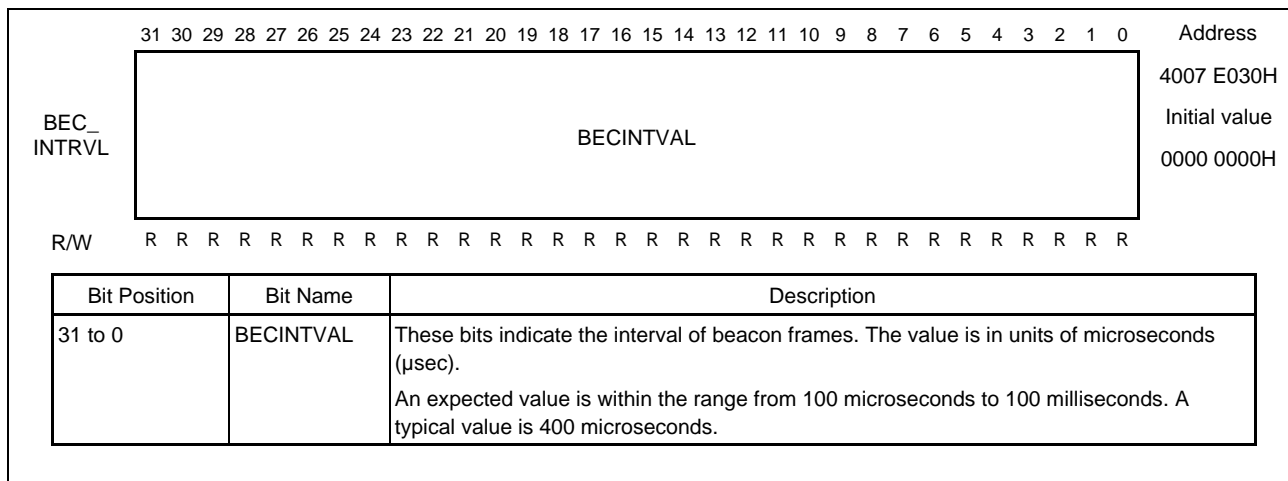 31 30 29 28 27 26 25 24 23 22 21 20 19 18 17 16 15 14 13 12 11 10 9 8 7 6 5 4 3 2 1 0 Address
4007 E030H
BEC_
INTRVL
BECINTVAL
Initial value
0000 0000H
R/W R R R R R R R R R R R R R R R R R R R R R R R R R R R R R R R R
Bit Position Bit Name Description
31 to 0 BECINTVAL These bits indicate the interval of beacon frames. The value is in units of microseconds
(μsec).
An expected value is within the range from 100 microseconds to 100 milliseconds. A
typical value is 400 microseconds.